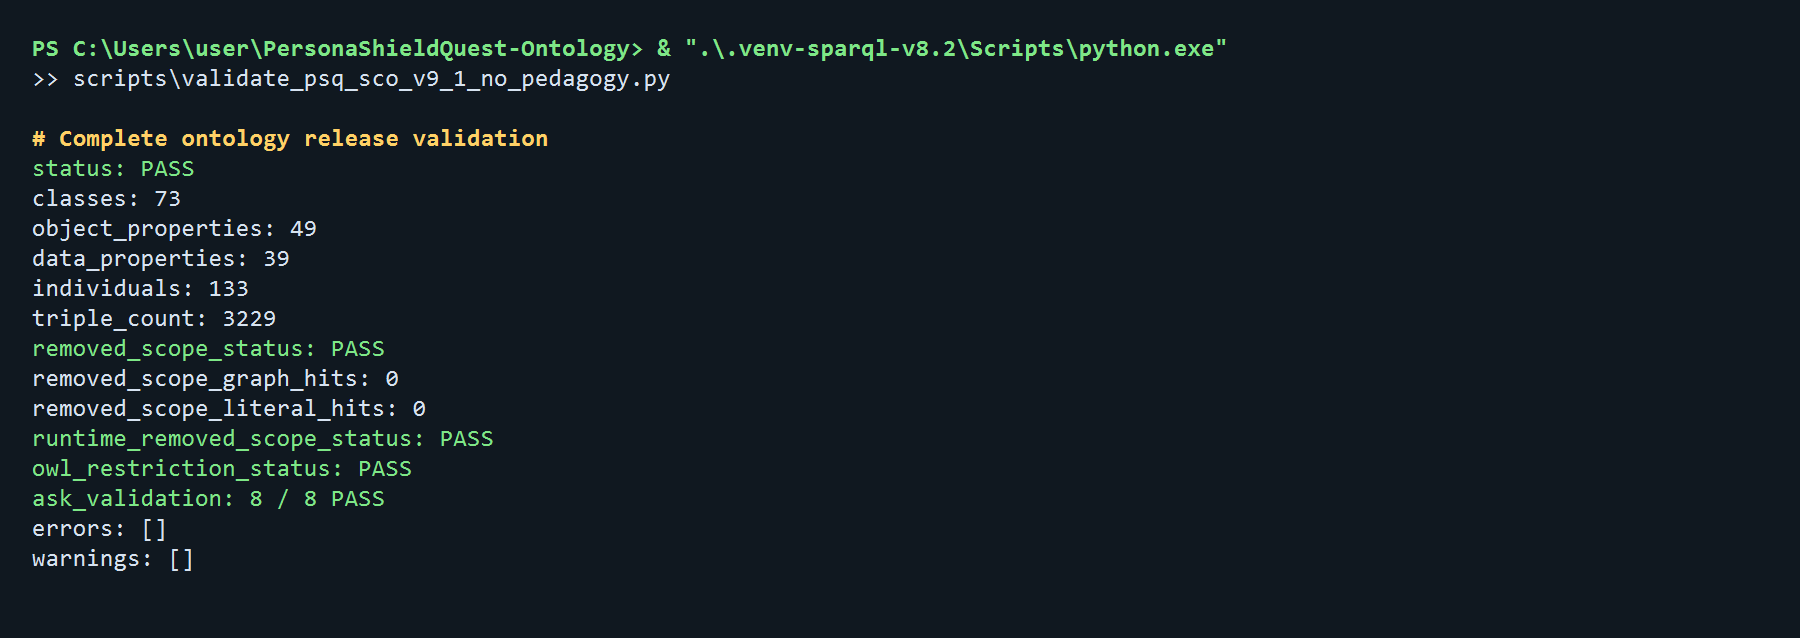 PS C:\Users\user\PersonaShieldQuest-Ontology> & ".\.venv-sparql-v8.2\Scripts\python.exe"
>> scripts\validate_psq_sco_v9_1_no_pedagogy.py
# Complete ontology release validation
status: PASS
classes: 73
object_properties: 49
data_properties: 39
individuals: 133
triple_count: 3229
removed_scope_status: PASS
removed_scope_graph_hits: 0
removed_scope_literal_hits: 0
runtime_removed_scope_status: PASS
owl_restriction_status: PASS
ask_validation: 8 / 8 PASS
errors: []
warnings: []